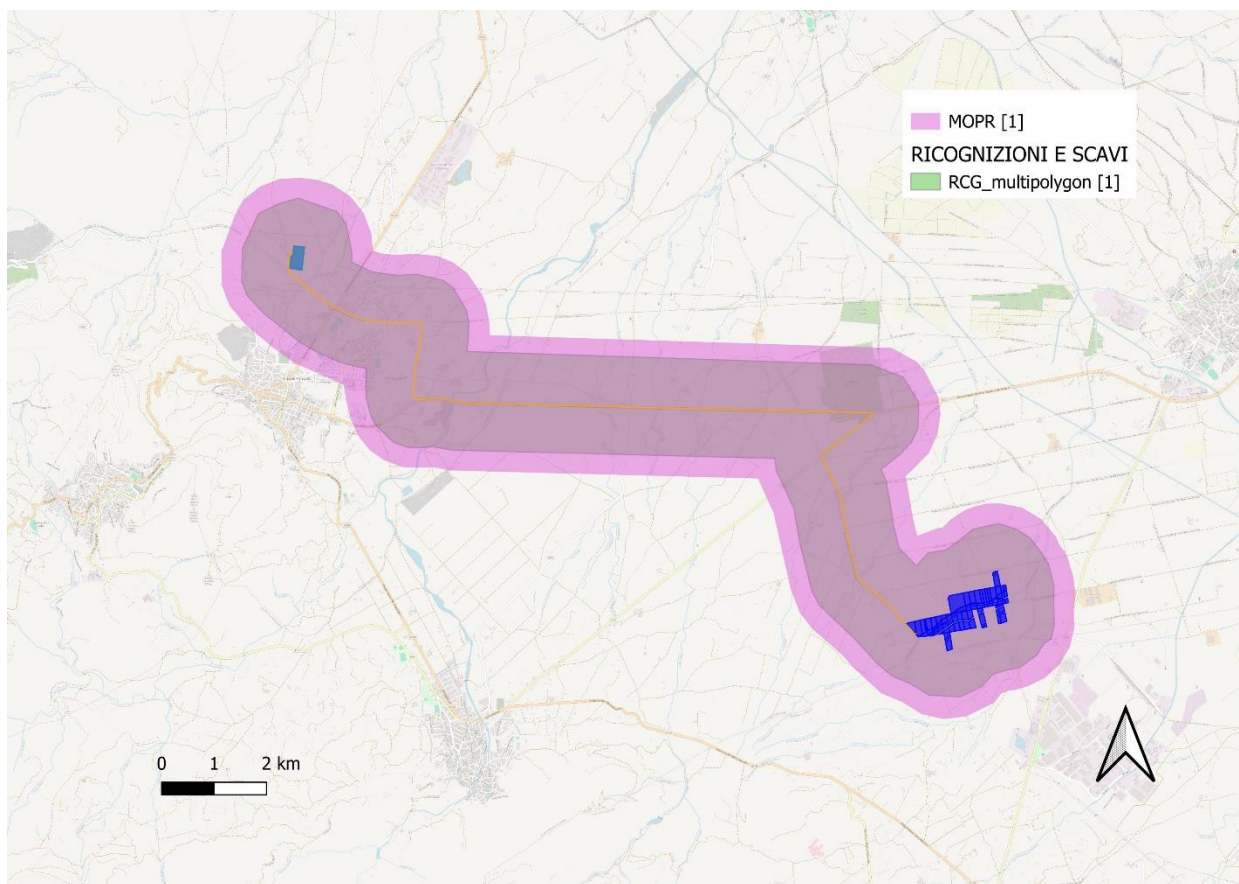 MOPR [1]
RICOGNIZIONI E SCAVI
RCG_multipolygon [1]
0 1 2 km